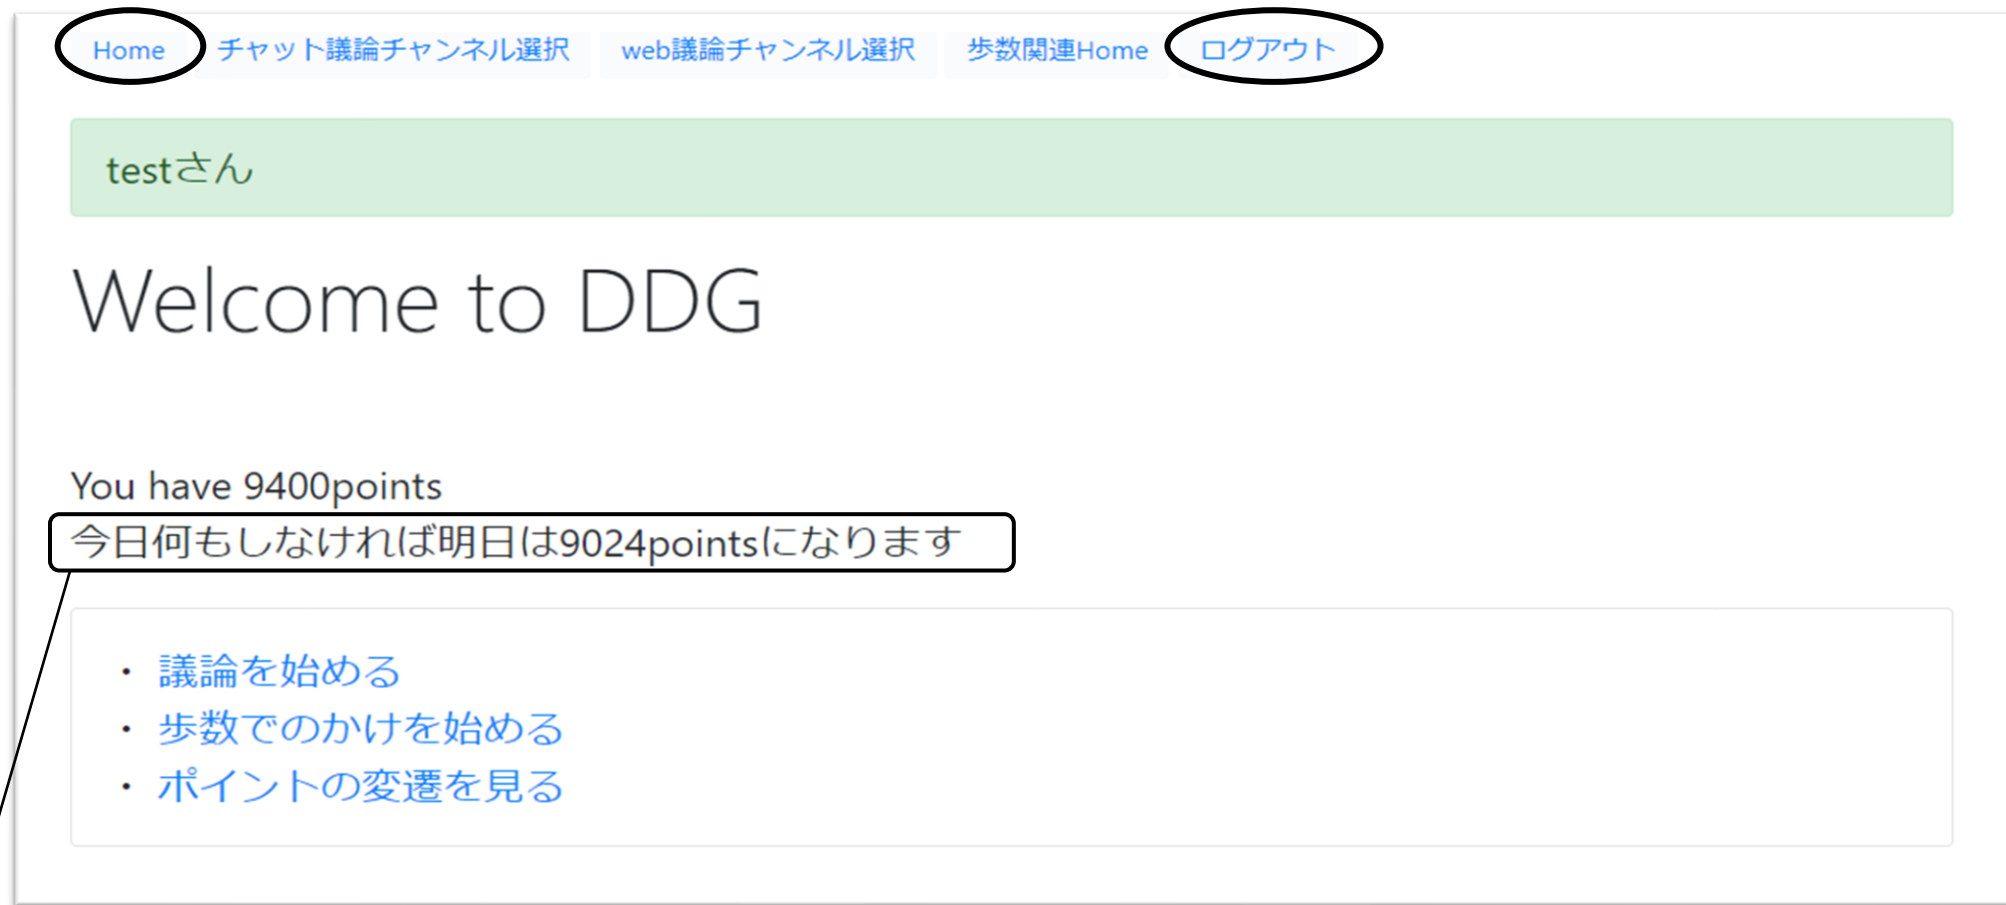 Home チャット議論チャンネル選択 web議論チャンネル選択 歩数関連Home ログアウト
testさん
Welcome to DDG
You have 9400points
今日何もしなければ明日は9024pointsになります
・ 議論を始める
・ 歩数でのかけを始める
・ ポイントの変遷を見る